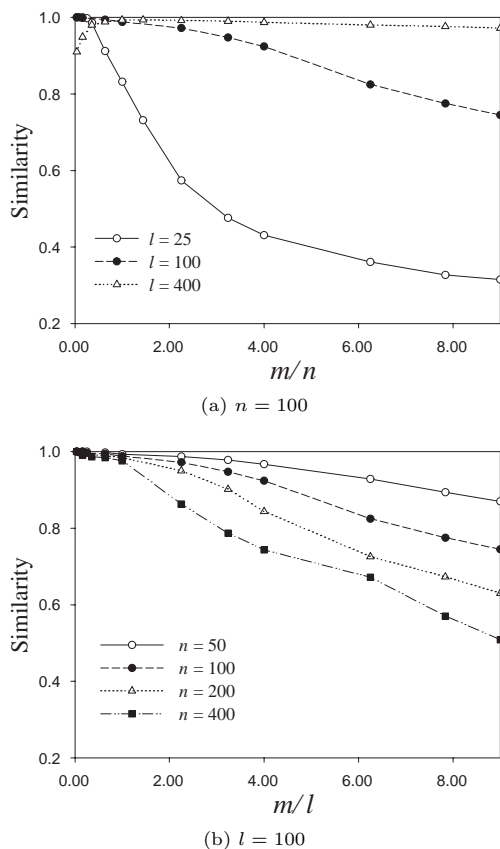 1.0
0.8
0.6
0.4
0.2
Similarity
l = 25
l = 100
l = 400
0.00 2.00 4.00 6.00 8.00
m/n
(a) n = 100
1.0
0.8
0.6
0.4
0.2
Similarity
n = 50
n = 100
n = 200
n = 400
0.00 2.00 4.00 6.00 8.00
m/l
(b) l = 100